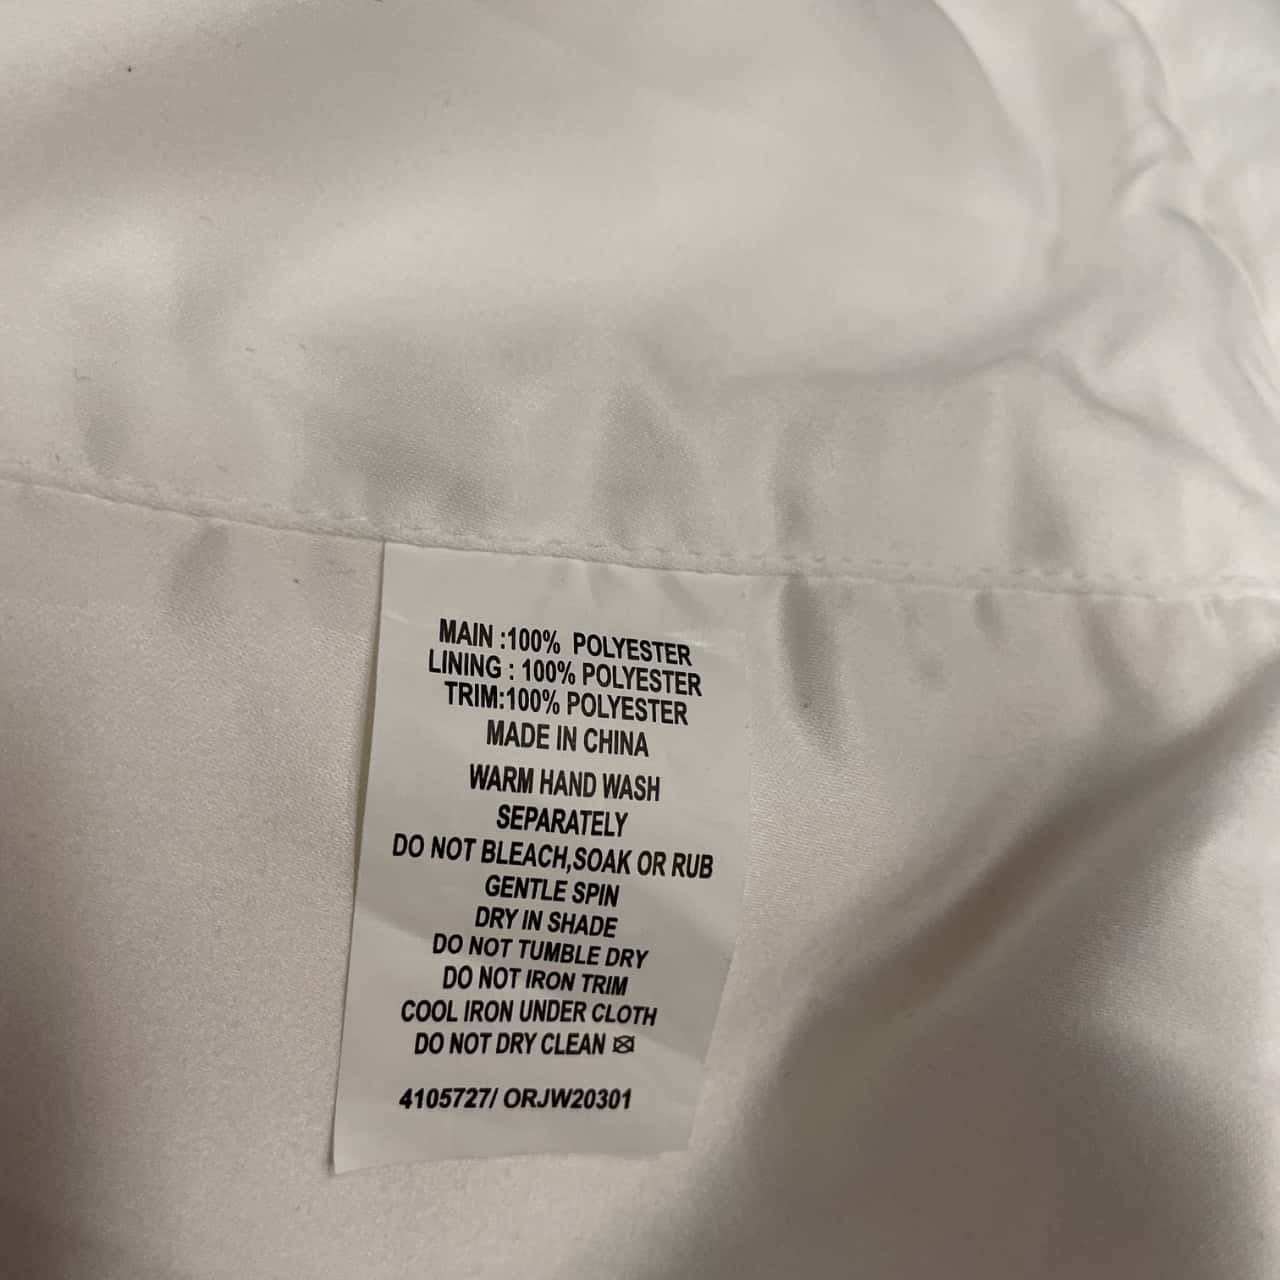 MAIN :100% POLYESTER
LINING : 100% POLYESTER
TRIM:100% POLYESTER
MADE IN CHINA
WARM HAND WASH
SEPARATELY
DO NOT BLEACH,SOAK OR RUB
GENTLE SPIN
DRY IN SHADE
DO NOT TUMBLE DRY
DO NOT IRON TRIM
COOL IRON UNDER CLOTH
DO NOT DRY CLEAN
4105727/ ORJW20301